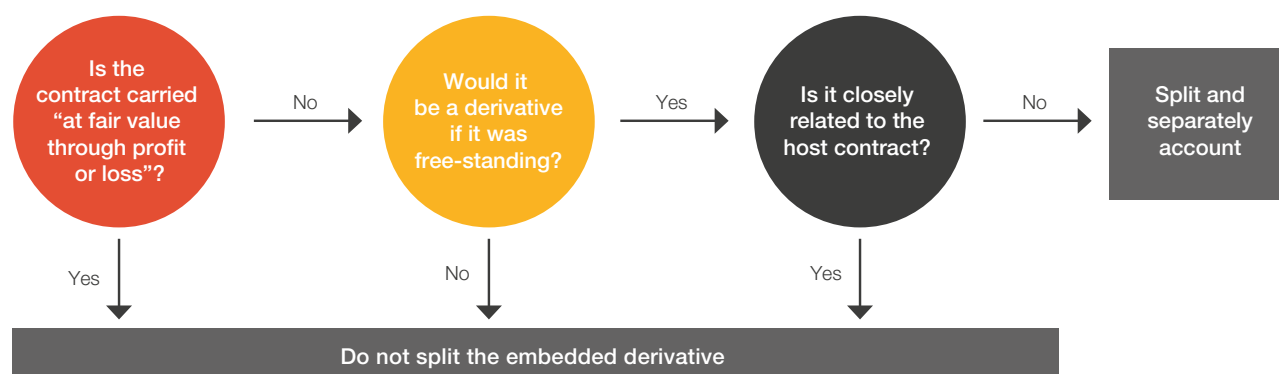 Is the
contract carried
“at fair value
through profit
or loss”?
No
Would it
be a derivative
if it was
free-standing?
Yes
Is it closely
related to the
host contract?
No
Split and
separately
account
Yes
No
Yes
Do not split the embedded derivative